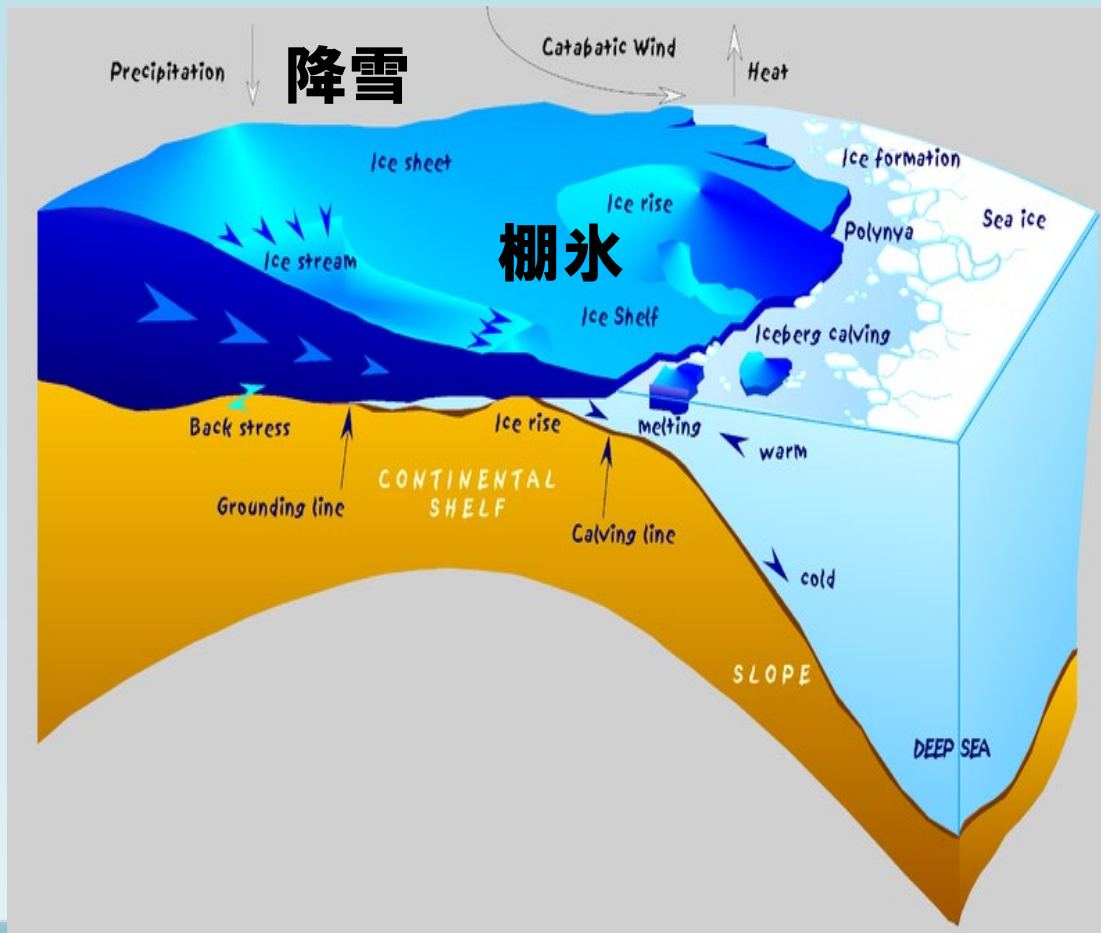 降雪
Precipitation
Catabatic Wind
Heat
Ice sheet
Ice formation
Ice rise
Sea ice
棚氷
Polynya
Ice stream
Ice Shelf
Iceberg calving
Back stress
Ice rise
melting
warm
CONTINENTAL
SHELF
Grounding line
Calving line
cold
SLOPE
DEEP SEA